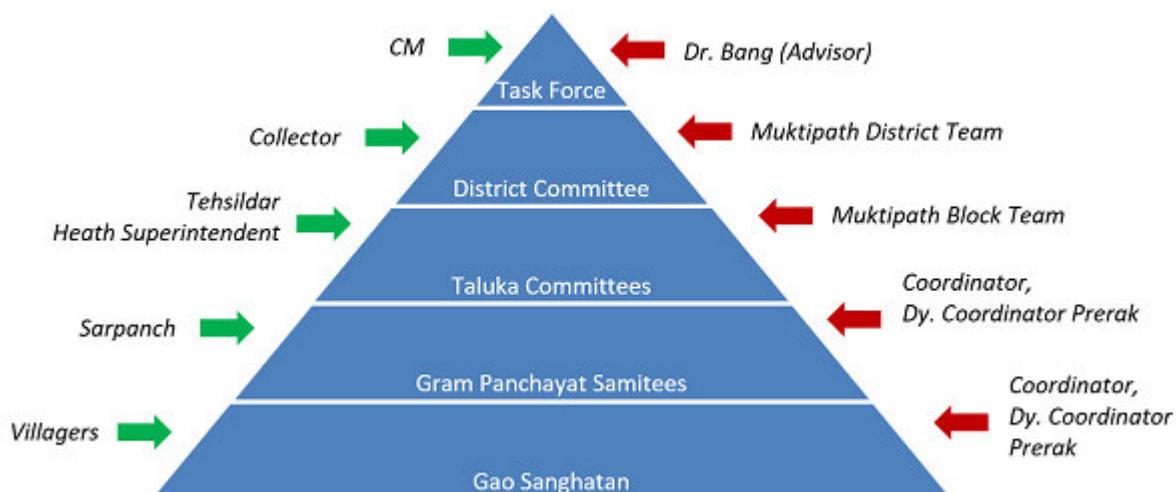 CM
Dr. Bang (Advisor)
Task Force
Collector
Muktipath District Team
District Committee
Tehsildar
Heath Superintendent
Muktipath Block Team
Taluka Committees
Coordinator,
Dy. Coordinator Prerak
Sarpanch
Gram Panchayat Samitees
Coordinator,
Dy. Coordinator
Prerak
Villagers
Gao Sanghatan